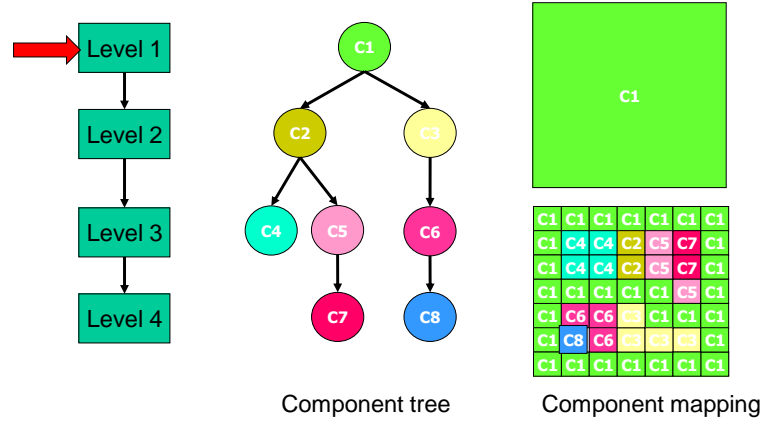 Level 1
Level 2
Level 3
Level 4
C1
C2
C3
C4
C5
C6
C7
C8
Component tree
C1
C1 C1 C1 C1 C1 C1 C1
C1 C4 C4 C2 C5 C7 C1
C1 C4 C4 C2 C5 C7 C1
C1 C1 C1 C1 C1 C5 C1
C1 C6 C6 C3 C1 C1 C1
C1 C8 C6 C3 C3 C3 C1
C1 C1 C1 C1 C1 C1 C1
Component mapping